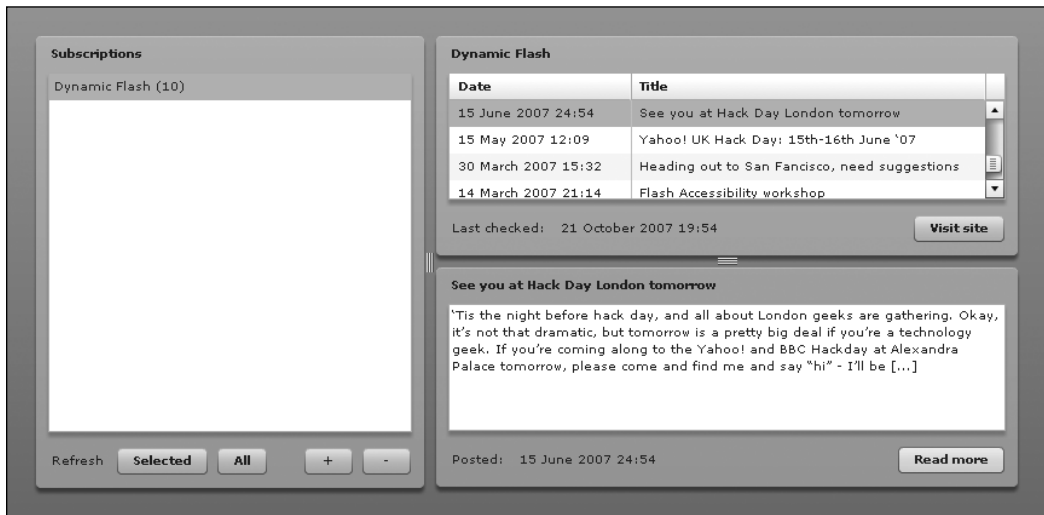 Subscriptions
Dynamic Flash (10)
Refresh Selected All + -
Dynamic Flash
Date Title
15 June 2007 24:54 See you at Hack Day London tomorrow
15 May 2007 12:09 Yahoo! UK Hack Day: 15th-16th June ‘07
30 March 2007 15:32 Heading out to San Fancisco, need suggestions
14 March 2007 21:14 Flash Accessibility workshop
Last checked: 21 October 2007 19:54 Visit site
See you at Hack Day London tomorrow
‘Tis the night before hack day, and all about London geeks are gathering. Okay,
it’s not that dramatic, but tomorrow is a pretty big deal if you’re a technology
geek. If you’re coming along to the Yahoo! and BBC Hackday at Alexandra
Palace tomorrow, please come and find me and say “hi” - I’ll be [...]
Posted: 15 June 2007 24:54 Read more